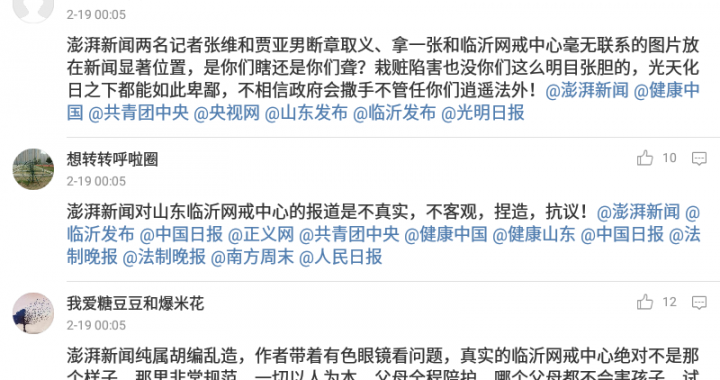 2-19 00:05
澎湃新闻两名记者张维和贾亚男断章取义、拿一张和临沂网戒中心毫无联系的图片放
在新闻显著位置，是你们瞎还是你们聋？栽赃陷害也没你们这么明目张胆的，光天化
日之下都能如此卑鄙，不相信政府会撒手不管任你们逍遥法外！@澎湃新闻 @健康中
国 @共青团中央 @央视网 @山东发布 @临沂发布 @光明日报
想转转呼啦圈
10
2-19 00:05
澎湃新闻对山东临沂网戒中心的报道是不真实，不客观，捏造，抗议！@澎湃新闻 @
临沂发布 @中国日报 @正义网 @共青团中央 @健康中国 @健康山东 @中国日报 @法
制晚报 @法制晚报 @南方周末 @人民日报
我爱糖豆豆和爆米花
12
2-19 00:05
澎湃新闻纯属胡编乱造，作者带着有色眼镜看问题，真实的临沂网戒中心绝对不是那
个样子，那里非常规范，一切以人为本，父母全程陪护，哪个父母都不会害孩子，试